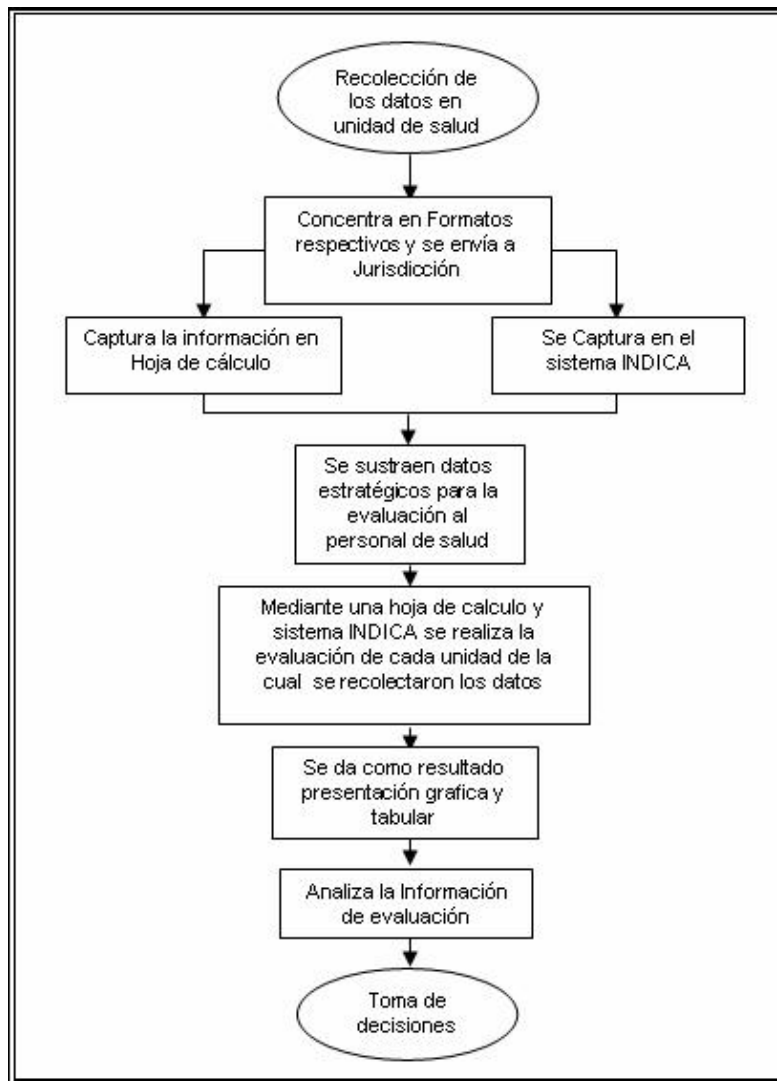 Recolección de
los datos en
unidad de salud
Concentra en Formatos
respectivos y se envía a
Jurisdicción
Captura la información en
Hoja de cálculo
Se Captura en el
sistema INDICA
Se sustraen datos
estratégicos para la
evaluación al
personal de salud
Mediante una hoja de calculo y
sistema INDICA se realiza la
evaluación de cada unidad de la
cual se recolectaron los datos
Se da como resultado
presentación grafica y
tabular
Analiza la Información
de evaluación
Toma de
decisiones